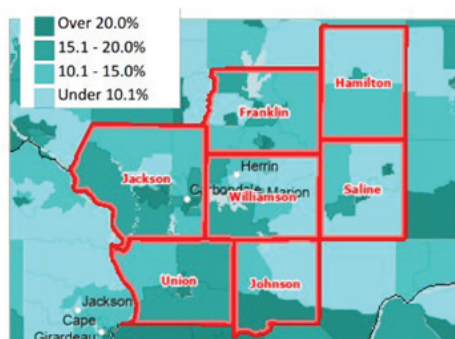 Over 20.0%
15.1 - 20.0%
10.1 - 15.0%
Under 10.1%
Hamilton
Franklin
Herrin
Jackson
Carbondale
Marion
Williamson
Saline
Union
Johnson
Jackson
Cape
Girardeau